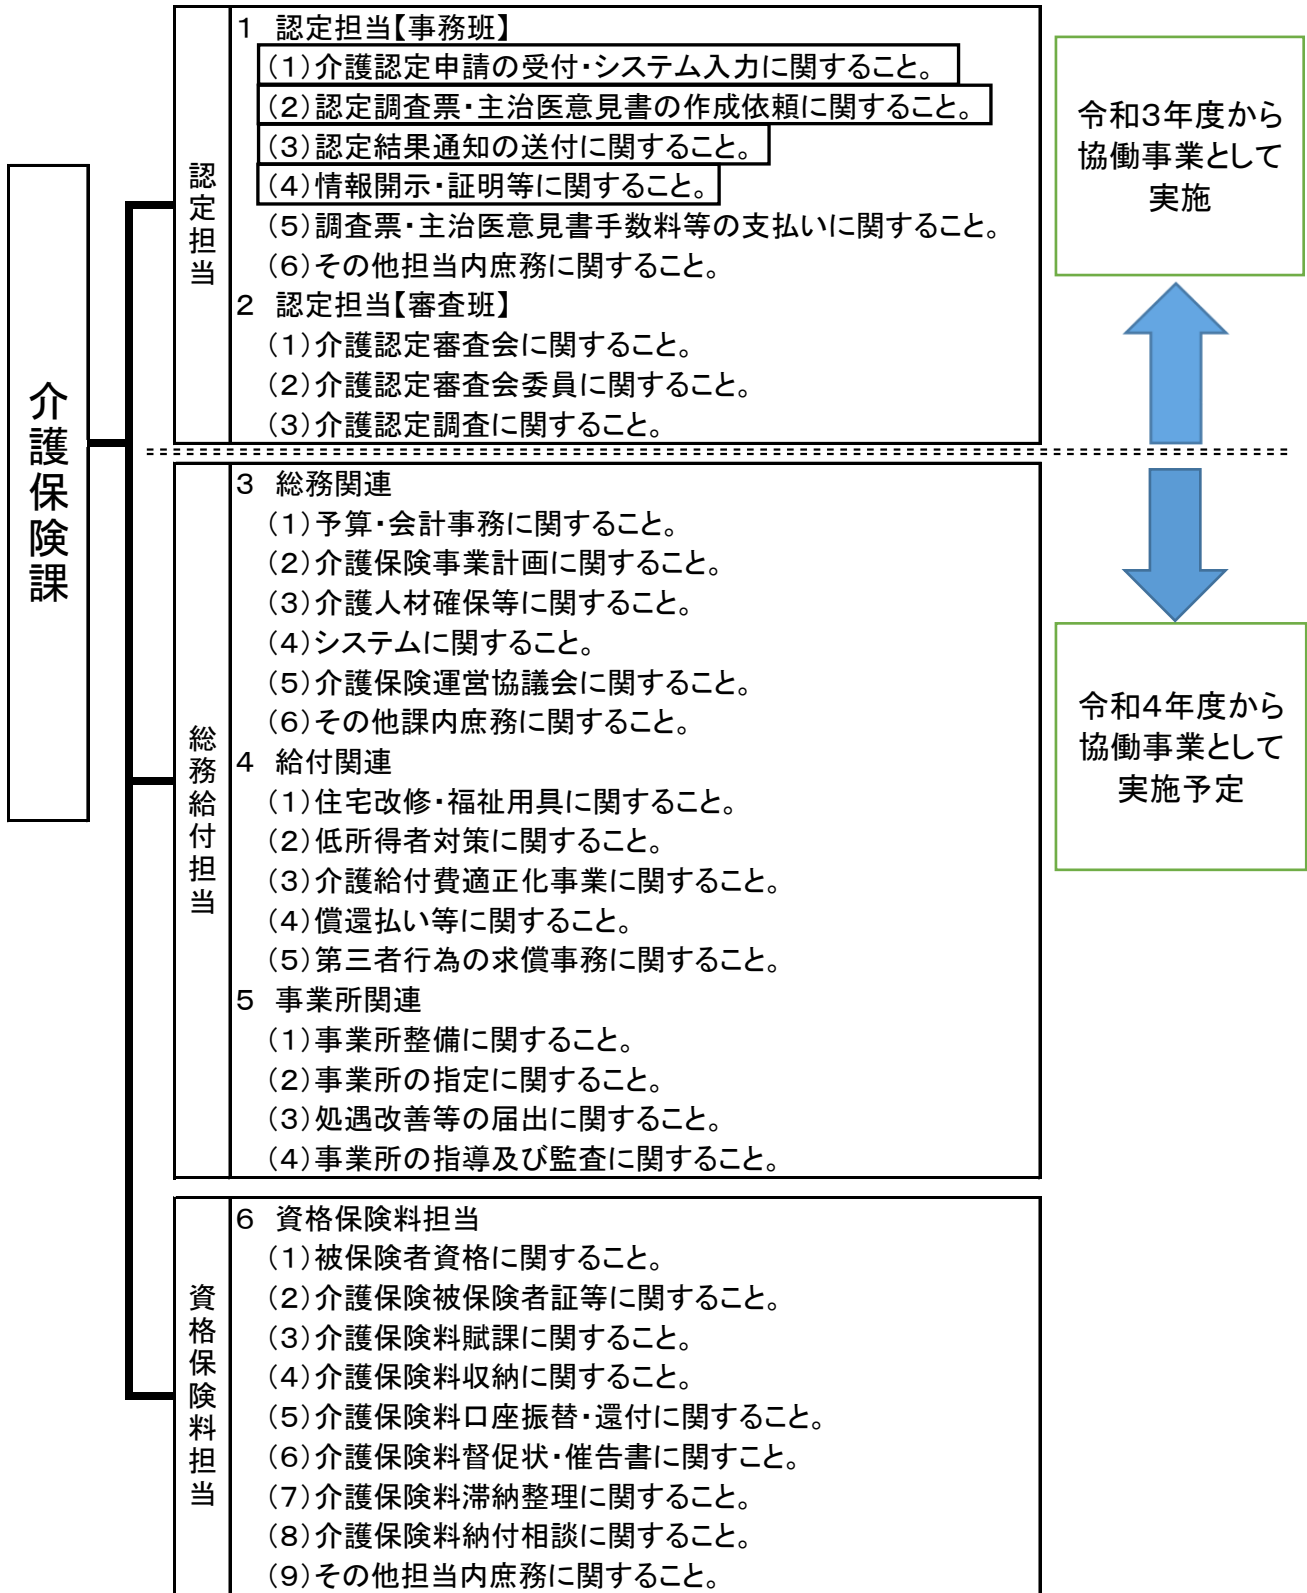 介護保険課
認定担当
1 認定担当【事務班】
(1)介護認定申請の受付・システム入力に関すること。
(2)認定調査票・主治医意見書の作成依頼に関すること。
(3)認定結果通知の送付に関すること。
(4)情報開示・証明等に関すること。
(5)調査票・主治医意見書手数料等の支払いに関すること。
(6)その他担当内庶務に関すること。
2 認定担当【審査班】
(1)介護認定審査会に関すること。
(2)介護認定審査会委員に関すること。
(3)介護認定調査に関すること。
令和3年度から
協働事業として
実施
総務給付担当
3 総務関連
(1)予算・会計事務に関すること。
(2)介護保険事業計画に関すること。
(3)介護人材確保等に関すること。
(4)システムに関すること。
(5)介護保険運営協議会に関すること。
(6)その他課内庶務に関すること。
4 給付関連
(1)住宅改修・福祉用具に関すること。
(2)低所得者対策に関すること。
(3)介護給付費適正化事業に関すること。
(4)償還払い等に関すること。
(5)第三者行為の求償事務に関すること。
5 事業所関連
(1)事業所整備に関すること。
(2)事業所の指定に関すること。
(3)処遇改善等の届出に関すること。
(4)事業所の指導及び監査に関すること。
令和4年度から
協働事業として
実施予定
資格保険料担当
6 資格保険料担当
(1)被保険者資格に関すること。
(2)介護保険被保険者証等に関すること。
(3)介護保険料賦課に関すること。
(4)介護保険料収納に関すること。
(5)介護保険料口座振替・還付に関すること。
(6)介護保険料督促状・催告書に関すこと。
(7)介護保険料滞納整理に関すること。
(8)介護保険料納付相談に関すること。
(9)その他担当内庶務に関すること。